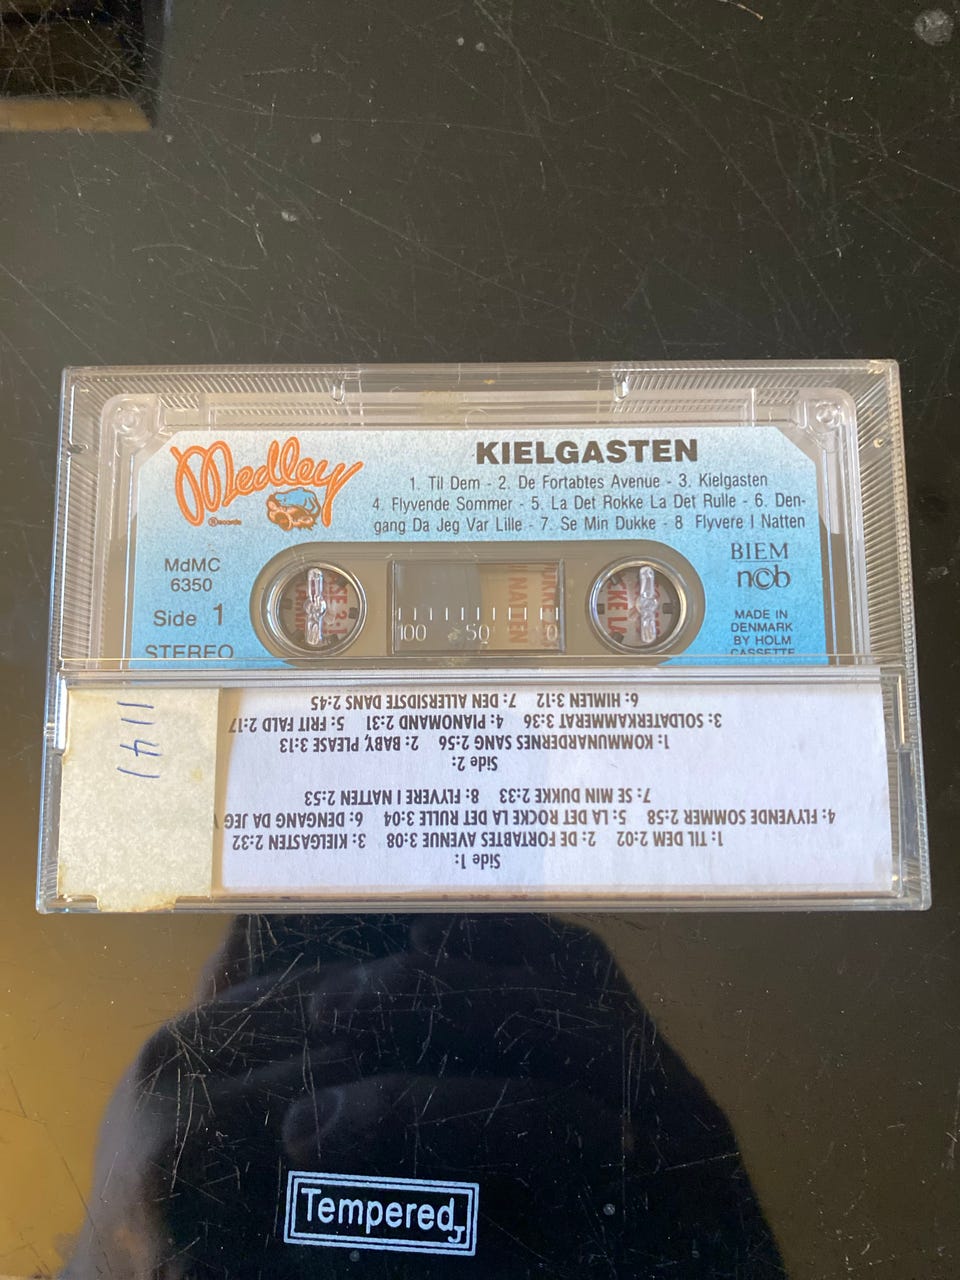 Medley
Records
KIELGASTEN
1. Til Dem - 2. De Fortabtes Avenue - 3. Kielgasten
4. Flyvende Sommer - 5. La Det Rokke La Det Rulle - 6. Den-
gang Da Jeg Var Lille - 7. Se Min Dukke - 8 Flyvere I Natten
MdMC
6350
Side 1
STEREO
BIEM
ncb
MADE IN
DENMARK
BY HOLM
CASSETTE
100 50 0
1141
Side 1:
1: TIL DEM 2:02 2: DE FORTABTES AVENUE 3:08 3: KIELGASTEN 2:32
4: FLYVENDE SOMMER 2:58 5: LA DET ROCKE LA DET RULLE 3:04 6: DENGANG DA JEG
7: SE MIN DUKKE 2:33 8: FLYVERE I NATTEN 2:53
Side 2:
1: KOMMUNARDERNES SANG 2:56 2: BABY, PLEASE 3:13
3: SOLDATERKAMMERAT 3:36 4: PIANOMAND 2:31 5: FRIT FALD 2:17
6: HIMLEN 3:12 7: DEN ALLERSIDSTE DANS 2:45
Tempered J